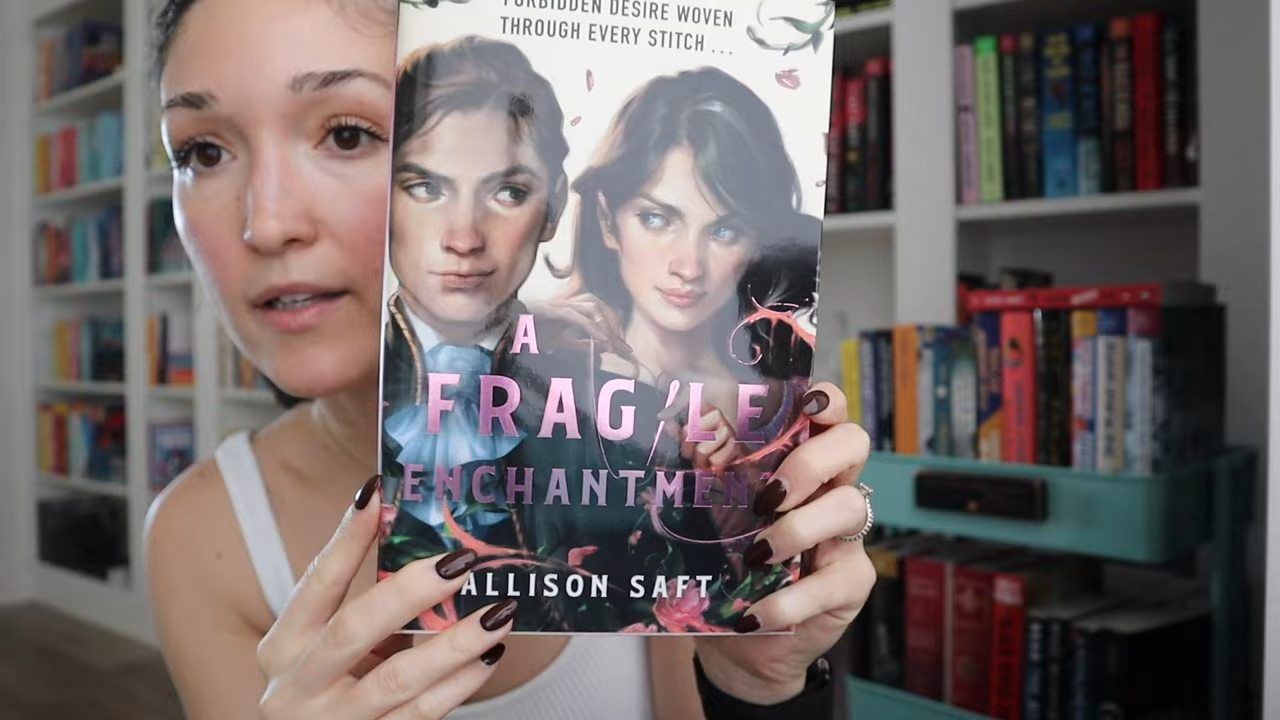 FORBIDDEN DESIRE WOVEN
THROUGH EVERY STITCH ...
A
FRAGILE
ENCHANTMENT
ALLISON SAFT